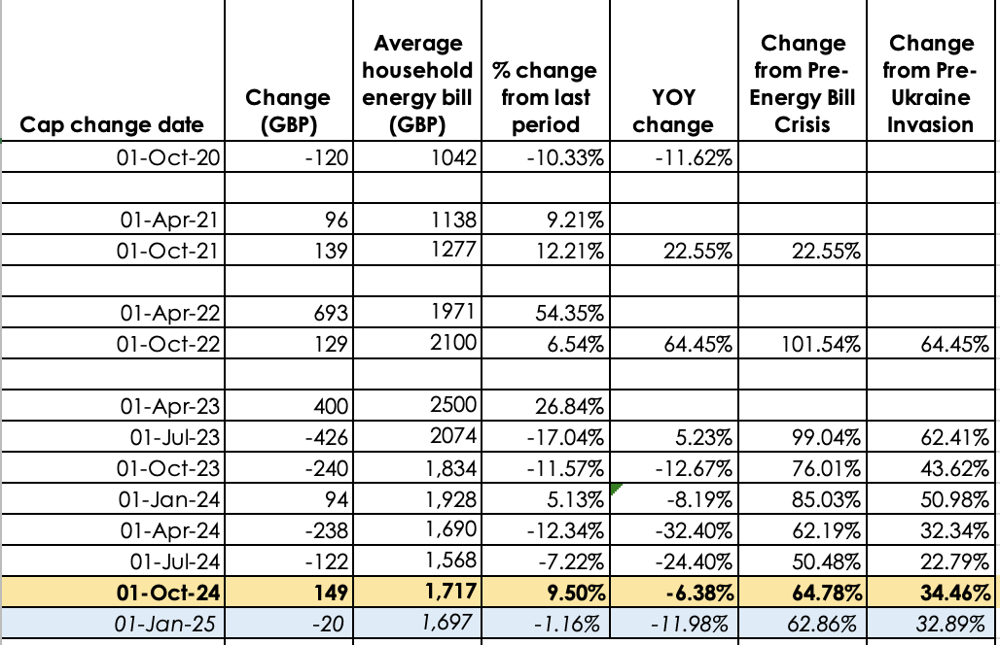 Cap change date | Change (GBP) | Average household energy bill (GBP) | % change from last period | YOY change | Change from Pre-Energy Bill Crisis | Change from Pre-Ukraine Invasion
01-Oct-20 | -120 | 1042 | -10.33% | -11.62% | |
01-Apr-21 | 96 | 1138 | 9.21% | | |
01-Oct-21 | 139 | 1277 | 12.21% | 22.55% | 22.55% |
01-Apr-22 | 693 | 1971 | 54.35% | | |
01-Oct-22 | 129 | 2100 | 6.54% | 64.45% | 101.54% | 64.45%
01-Apr-23 | 400 | 2500 | 26.84% | | |
01-Jul-23 | -426 | 2074 | -17.04% | 5.23% | 99.04% | 62.41%
01-Oct-23 | -240 | 1,834 | -11.57% | -12.67% | 76.01% | 43.62%
01-Jan-24 | 94 | 1,928 | 5.13% | -8.19% | 85.03% | 50.98%
01-Apr-24 | -238 | 1,690 | -12.34% | -32.40% | 62.19% | 32.34%
01-Jul-24 | -122 | 1,568 | -7.22% | -24.40% | 50.48% | 22.79%
01-Oct-24 | 149 | 1,717 | 9.50% | -6.38% | 64.78% | 34.46%
01-Jan-25 | -20 | 1,697 | -1.16% | -11.98% | 62.86% | 32.89%